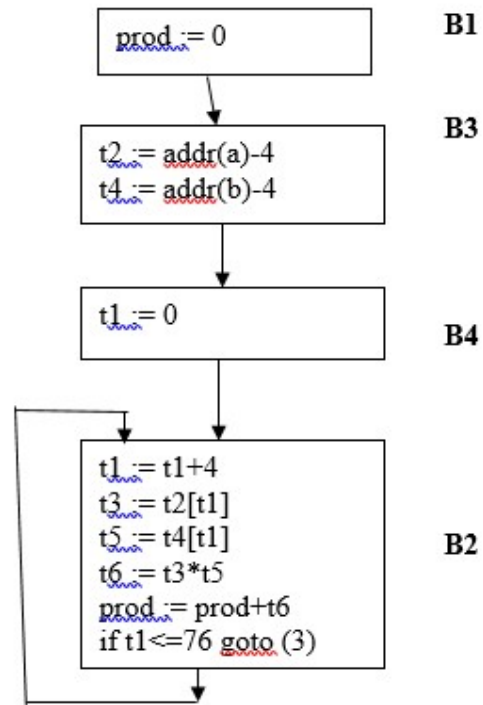 prod := 0
B1
t2 := addr(a)-4
t4 := addr(b)-4
B3
t1 := 0
B4
t1 := t1+4
t3 := t2[t1]
t5 := t4[t1]
t6 := t3*t5
prod := prod+t6
if t1<=76 goto (3)
B2